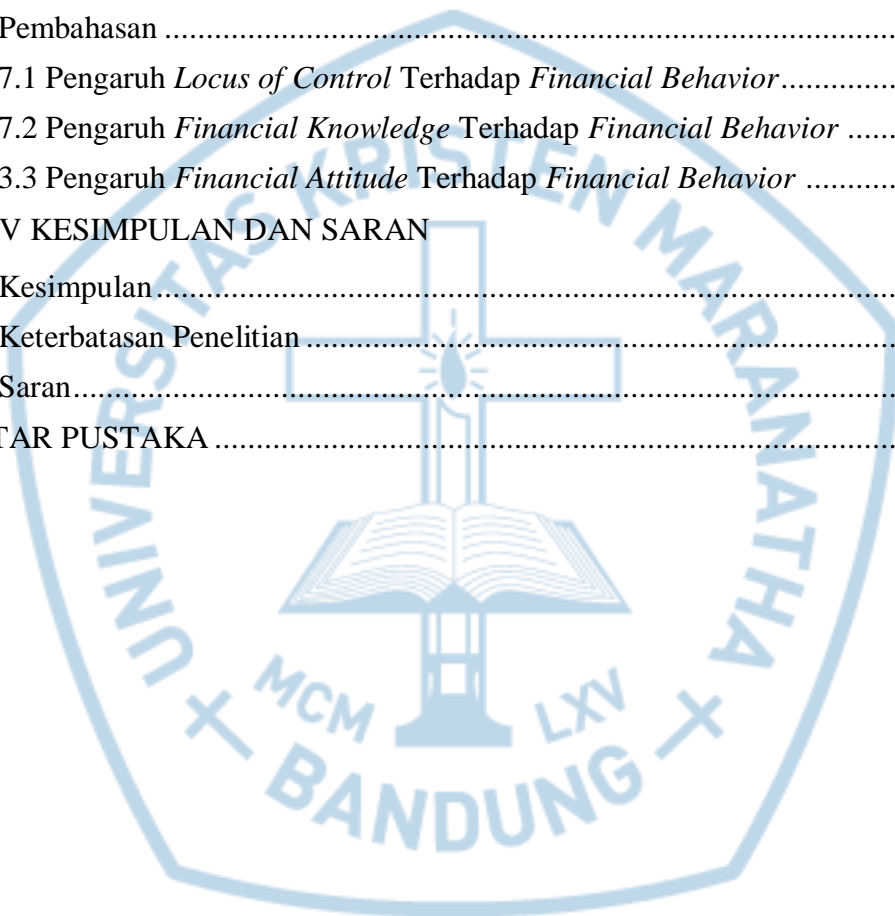 Pembahasan ....................................................................................
7.1 Pengaruh Locus of Control Terhadap Financial Behavior..............
7.2 Pengaruh Financial Knowledge Terhadap Financial Behavior ......
3.3 Pengaruh Financial Attitude Terhadap Financial Behavior ...........
V KESIMPULAN DAN SARAN
Kesimpulan.....................................................................................
Keterbatasan Penelitian ...................................................................
Saran...............................................................................................
TAR PUSTAKA ..............................................................................
UNIVERSITAS KRISTEN MARANATHA
MCM LXV
BANDUNG